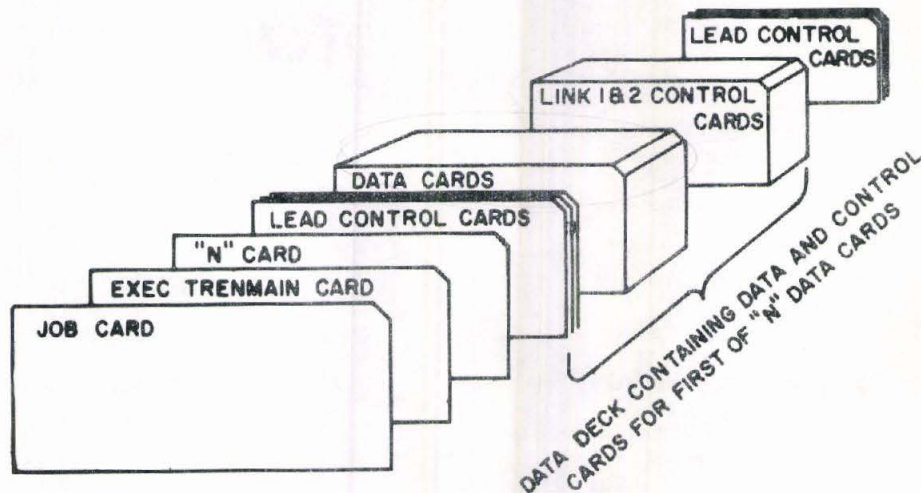 LEAD CONTROL
CARDS
LINK 1 & 2 CONTROL
CARDS
DATA CARDS
LEAD CONTROL CARDS
"N" CARD
EXEC TRENMAIN CARD
JOB CARD
DATA DECK CONTAINING DATA AND CONTROL
CARDS FOR FIRST OF "N" DATA CARDS